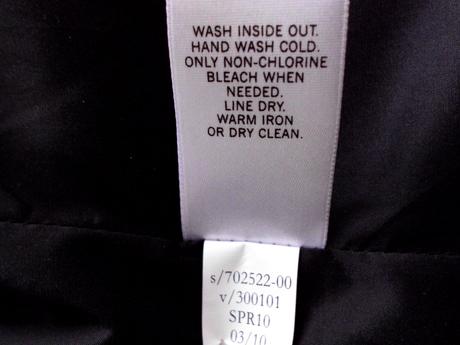 WASH INSIDE OUT.
HAND WASH COLD.
ONLY NON-CHLORINE
BLEACH WHEN
NEEDED.
LINE DRY.
WARM IRON
OR DRY CLEAN.
s/702522-00
v/300101
SPR10
03/10